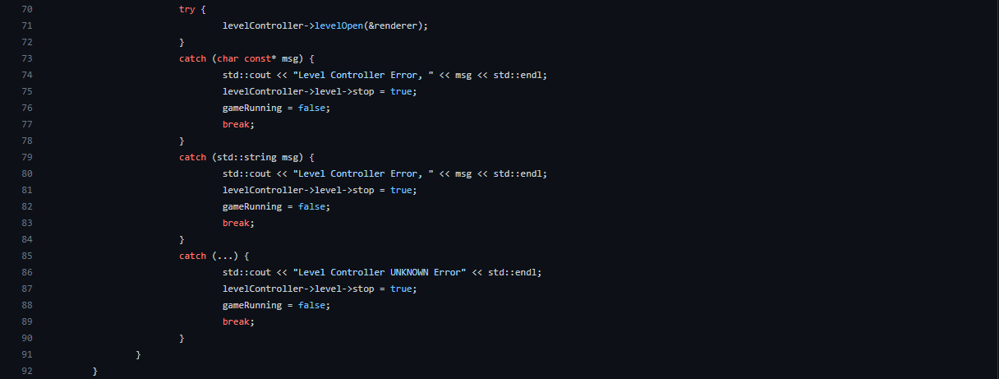 70 try {
71 levelController->levelOpen(&renderer);
72 }
73 catch (char const* msg) {
74 std::cout << "Level Controller Error, " << msg << std::endl;
75 levelController->level->stop = true;
76 gameRunning = false;
77 break;
78 }
79 catch (std::string msg) {
80 std::cout << "Level Controller Error, " << msg << std::endl;
81 levelController->level->stop = true;
82 gameRunning = false;
83 break;
84 }
85 catch (...) {
86 std::cout << "Level Controller UNKNOWN Error" << std::endl;
87 levelController->level->stop = true;
88 gameRunning = false;
89 break;
90 }
91 }
92 }